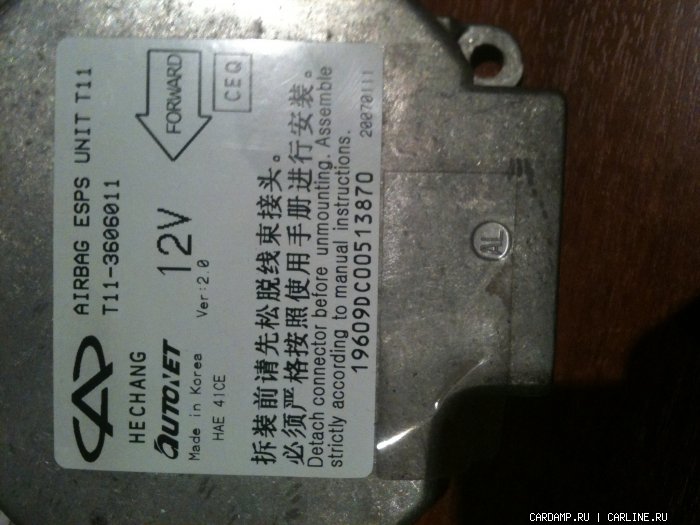 AIRBAG ESPS UNIT T11
T11-3606011
FORWARD
CEQ
HECHANG
AUTONET
12V
Made in Korea
Ver:2.0
HAE 41CE
拆装前请先松脱线束接头。
必须严格按照使用手册进行安装。
Detach connector before unmounting. Assemble
strictly according to manual instructions.
19609DC00513870
20070111
AL
CARDAMP.RU | CARLINE.RU